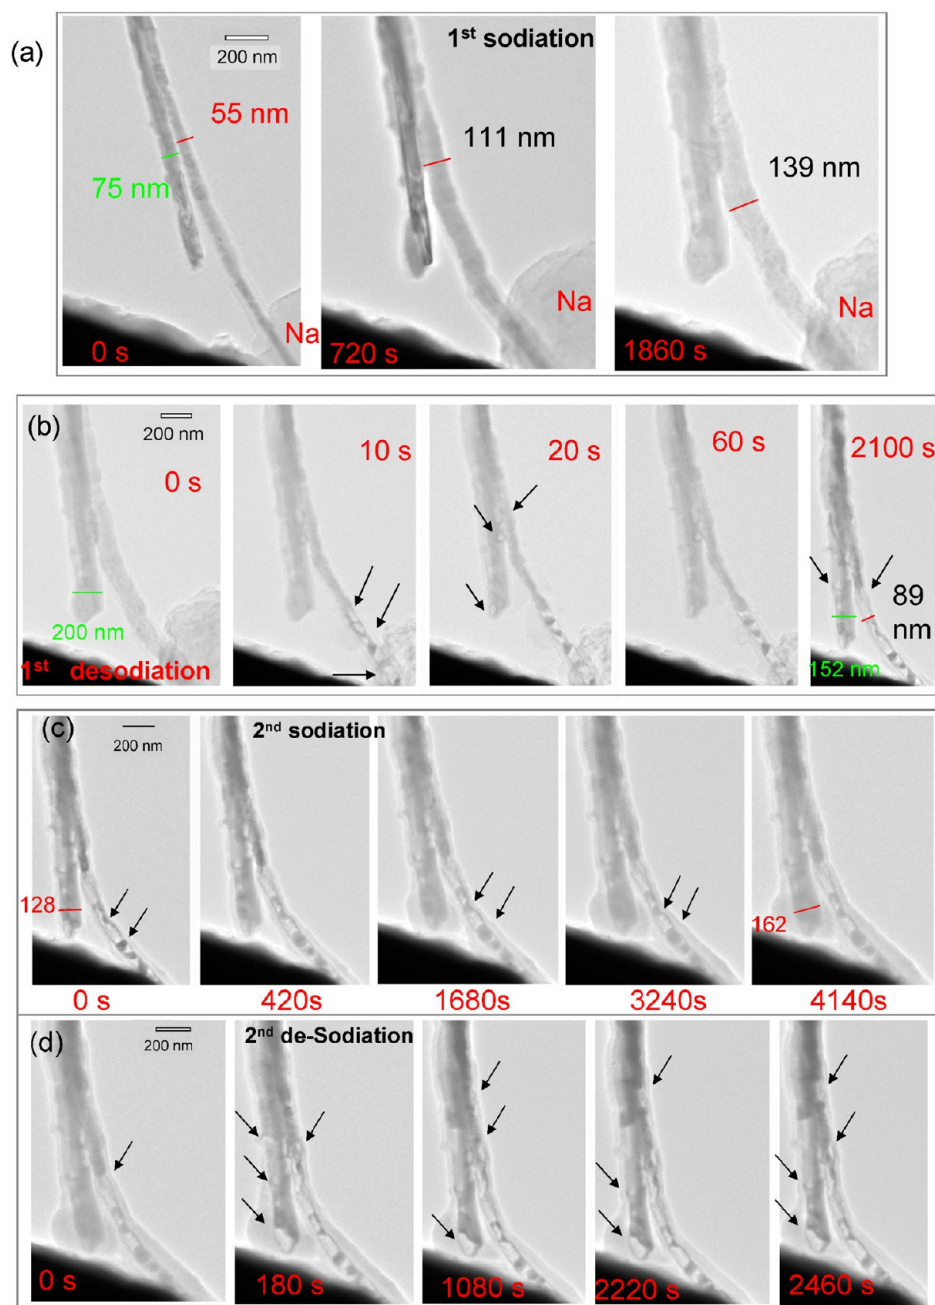 (a)
200 nm
1st sodiation
55 nm
75 nm
111 nm
139 nm
Na
Na
0 s
720 s
1860 s
(b)
200 nm
0 s
10 s
20 s
60 s
2100 s
200 nm
89
nm
1st desodiation
152 nm
(c)
200 nm
2nd sodiation
128
162
0 s
420s
1680s
3240s
4140s
(d)
200 nm
2nd de-Sodiation
0 s
180 s
1080 s
2220 s
2460 s